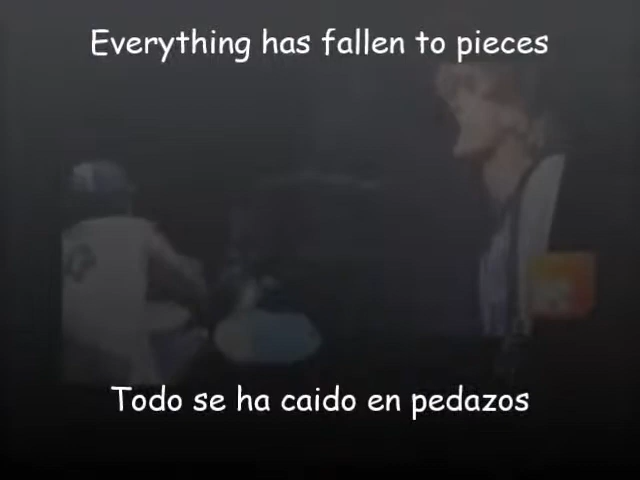 Everything has fallen to pieces
Todo se ha caido en pedazos